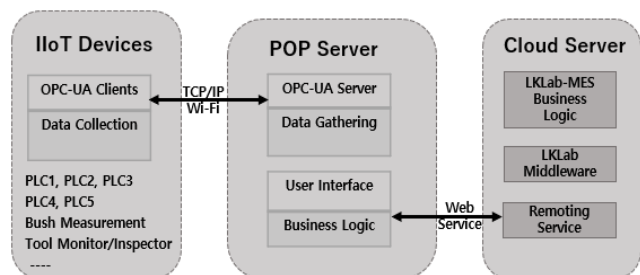 IIoT Devices
OPC-UA Clients
Data Collection
PLC1, PLC2, PLC3
PLC4, PLC5
Bush Measurement
Tool Monitor/Inspector
----
TCP/IP
Wi-Fi
POP Server
OPC-UA Server
Data Gathering
User Interface
Business Logic
Web
Service
Cloud Server
LKLab-MES
Business
Logic
LKLab
Middleware
Remoting
Service